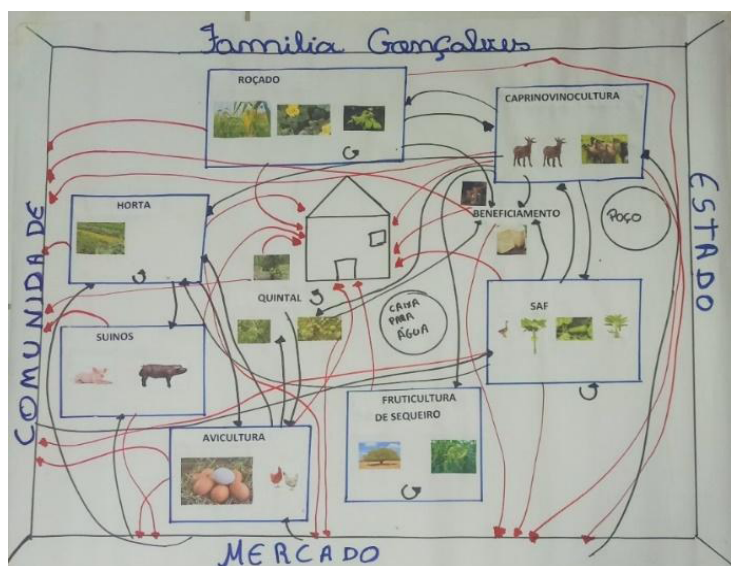 Familia Gonçalves
ROÇADO
CAPRINOVINOCULTURA
HORTA
BENEFICIAMENTO
POÇO
ESTADO
COMUNIDADE
QUINTAL
CAIXA
PARA
ÁGUA
SAF
SUINOS
FRUTICULTURA
DE SEQUEIRO
AVICULTURA
MERCADO